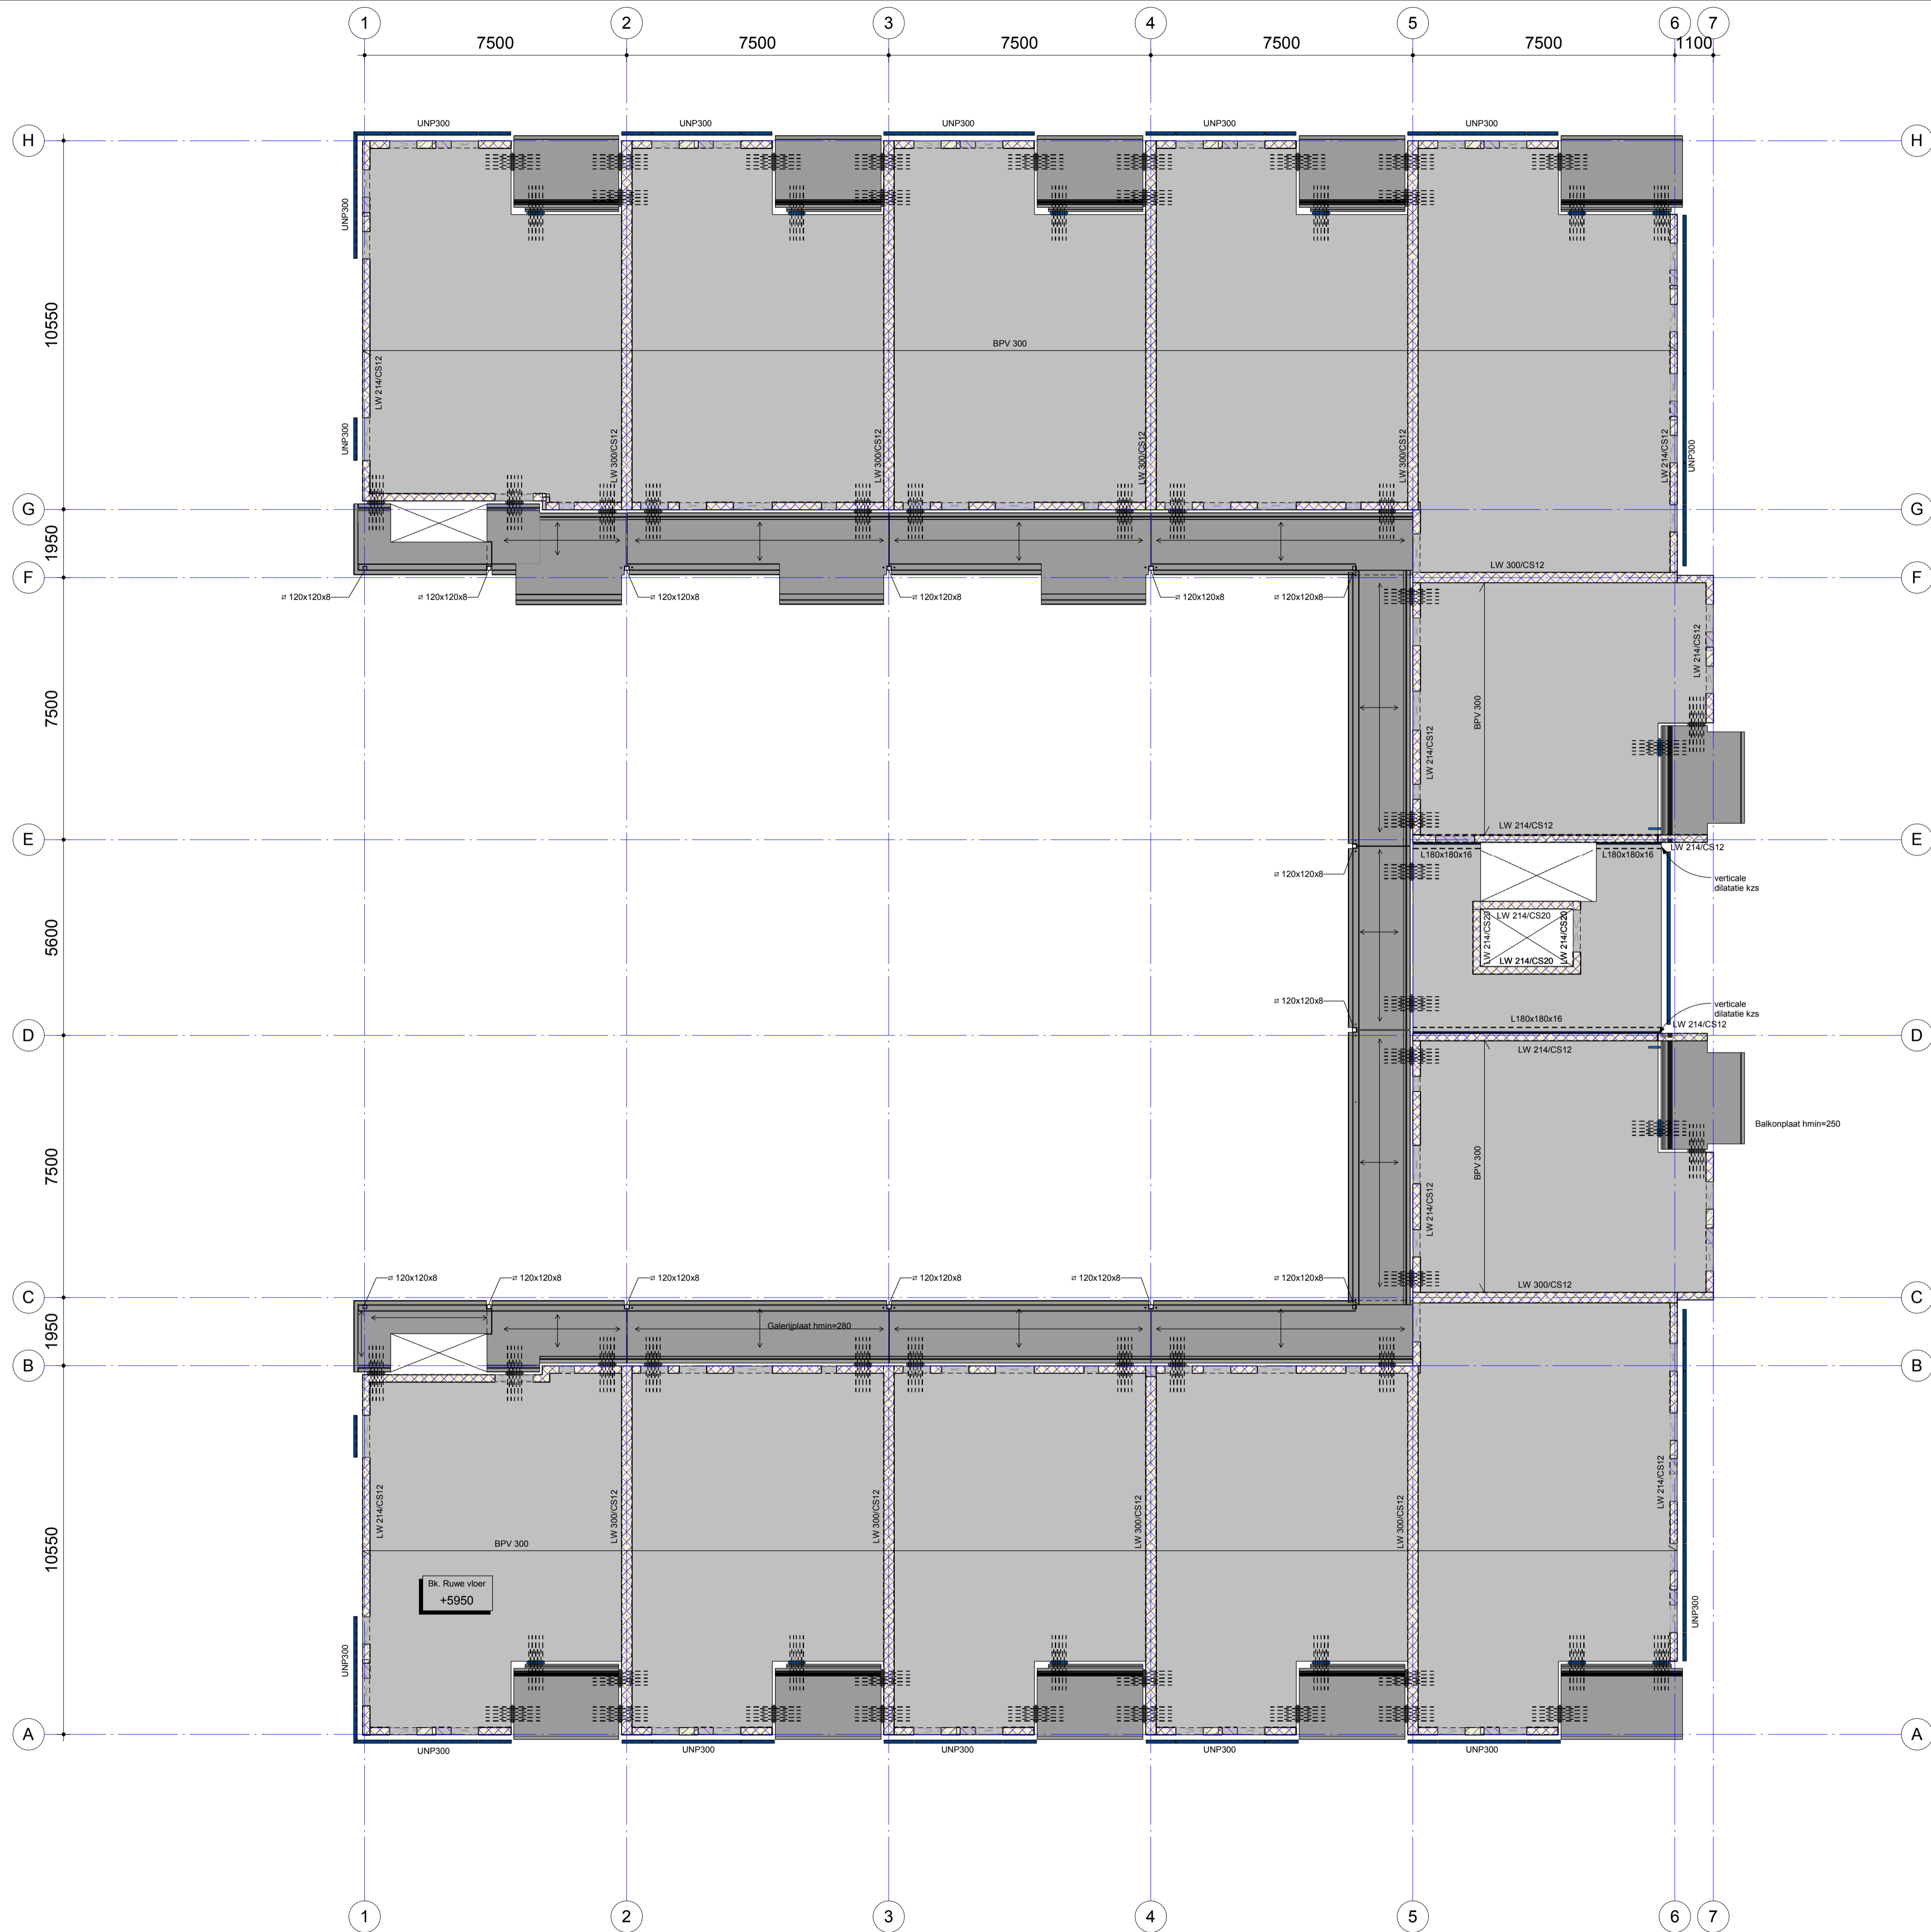 1 2 3 4 5 6 7
7500 7500 7500 7500 7500 1100
UNP300 UNP300 UNP300 UNP300 UNP300
H H
UNP300
10550
BPV 300
LW 214/CS12
UNP300
LW 300/CS12
LW 300/CS12
LW 300/CS12
LW 300/CS12
LW 214/CS12
UNP300
G G
1950
LW 300/CS12
F F
⌀ 120x120x8 ⌀ 120x120x8 ⌀ 120x120x8 ⌀ 120x120x8 ⌀ 120x120x8 ⌀ 120x120x8
LW 214/CS12
7500
BPV 300
LW 214/CS12
LW 214/CS12
E E
L180x180x16 L180x180x16 LW 214/CS12
⌀ 120x120x8
verticale
dilatatie kzs
5600
LW 214/CS20
LW 214/CS20
LW 214/CS20
LW 214/CS20
⌀ 120x120x8
verticale
dilatatie kzs
L180x180x16
LW 214/CS12
D D
LW 214/CS12
Balkonplaat hmin=250
7500
BPV 300
LW 214/CS12
LW 300/CS12
⌀ 120x120x8 ⌀ 120x120x8 ⌀ 120x120x8 ⌀ 120x120x8 ⌀ 120x120x8 ⌀ 120x120x8
C C
1950
Galerijplaat hmin=280
B B
LW 214/CS12
LW 300/CS12
LW 300/CS12
LW 300/CS12
LW 300/CS12
LW 214/CS12
10550
BPV 300
Bk. Ruwe vloer
+5950
UNP300
UNP300
A A
UNP300 UNP300 UNP300 UNP300 UNP300
1 2 3 4 5 6 7